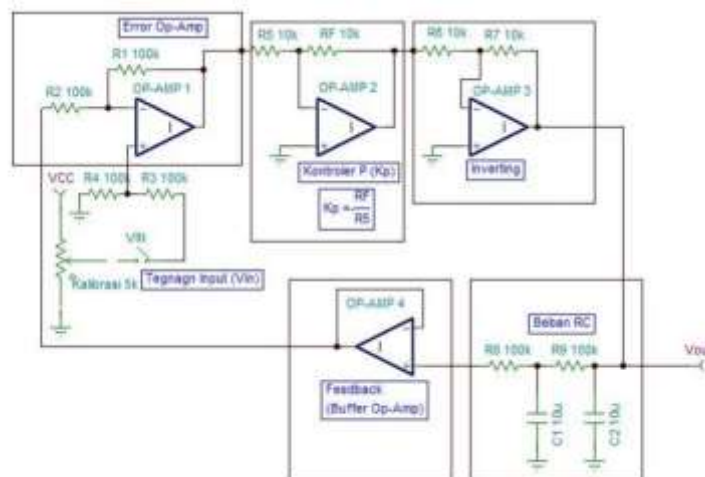 Error Op-Amp
R1 100k
R2 100k
OP-AMP 1
R4 100k
R3 100k
VCC
VIN
Kalibrasi 5k
Tegnagn Input (Vin)
R5 10k
RF 10k
OP-AMP 2
Kontroler P (Kp)
Kp = RF
R5
R6 10k
R7 10k
OP-AMP 3
Inverting
OP-AMP 4
Feedback
(Buffer Op-Amp)
Beban RC
R8 100k
R9 100k
C1 10u
C2 10u